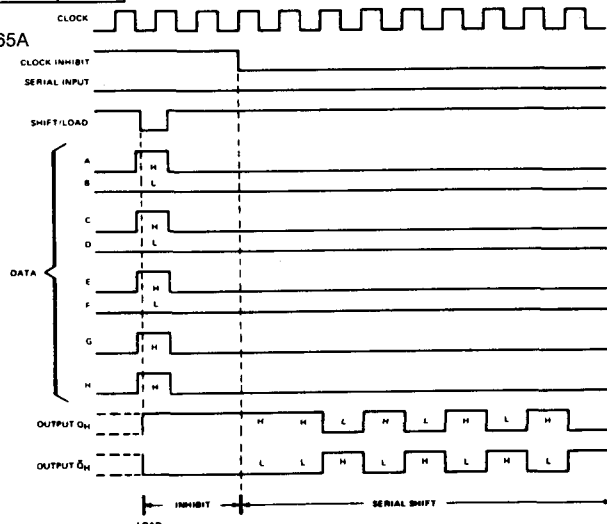 CLOCK
65A
CLOCK INHIBIT
SERIAL INPUT
SHIFT/LOAD
A
H
B
L
C
H
D
L
DATA
E
H
F
L
G
H
H
H
OUTPUT QH
H H L H L H L H
OUTPUT Q̅H
L L H L H L H L
INHIBIT
SERIAL SHIFT
LOAD